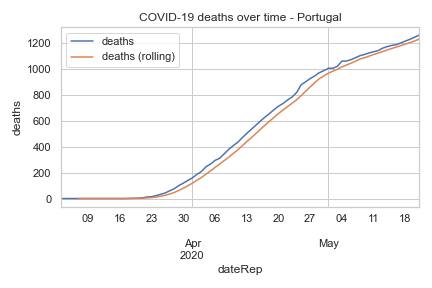 COVID-19 deaths over time - Portugal
deaths
deaths (rolling)
1200
1000
800
600
400
200
0
deaths
09 16 23 30 06 13 20 27 04 11 18
Apr May
2020
dateRep